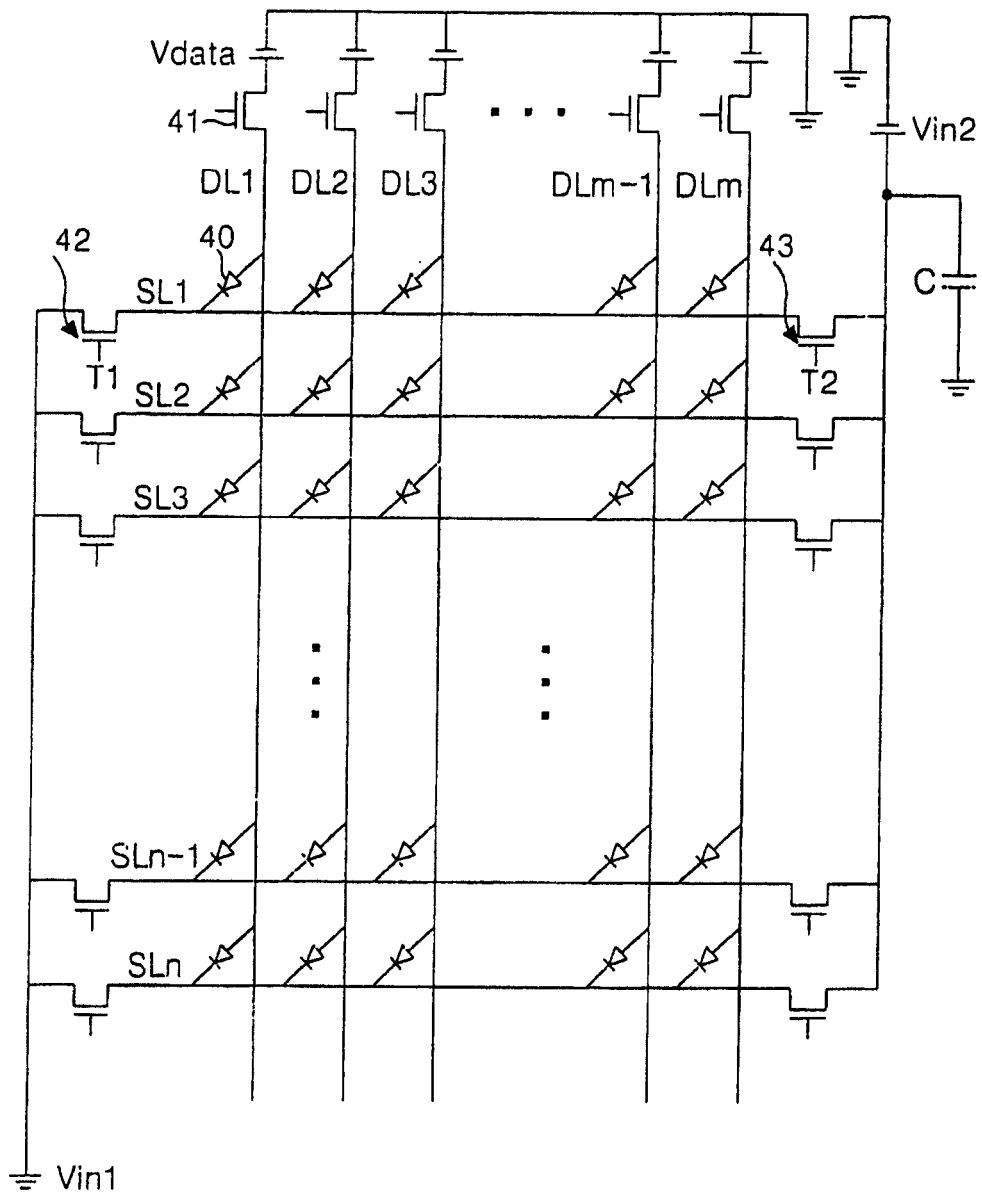 Vdata
41
Vin2
DL1 DL2 DL3 DLm-1 DLm
42
40
43
SL1
C
T1
T2
SL2
SL3
SLn-1
SLn
Vin1